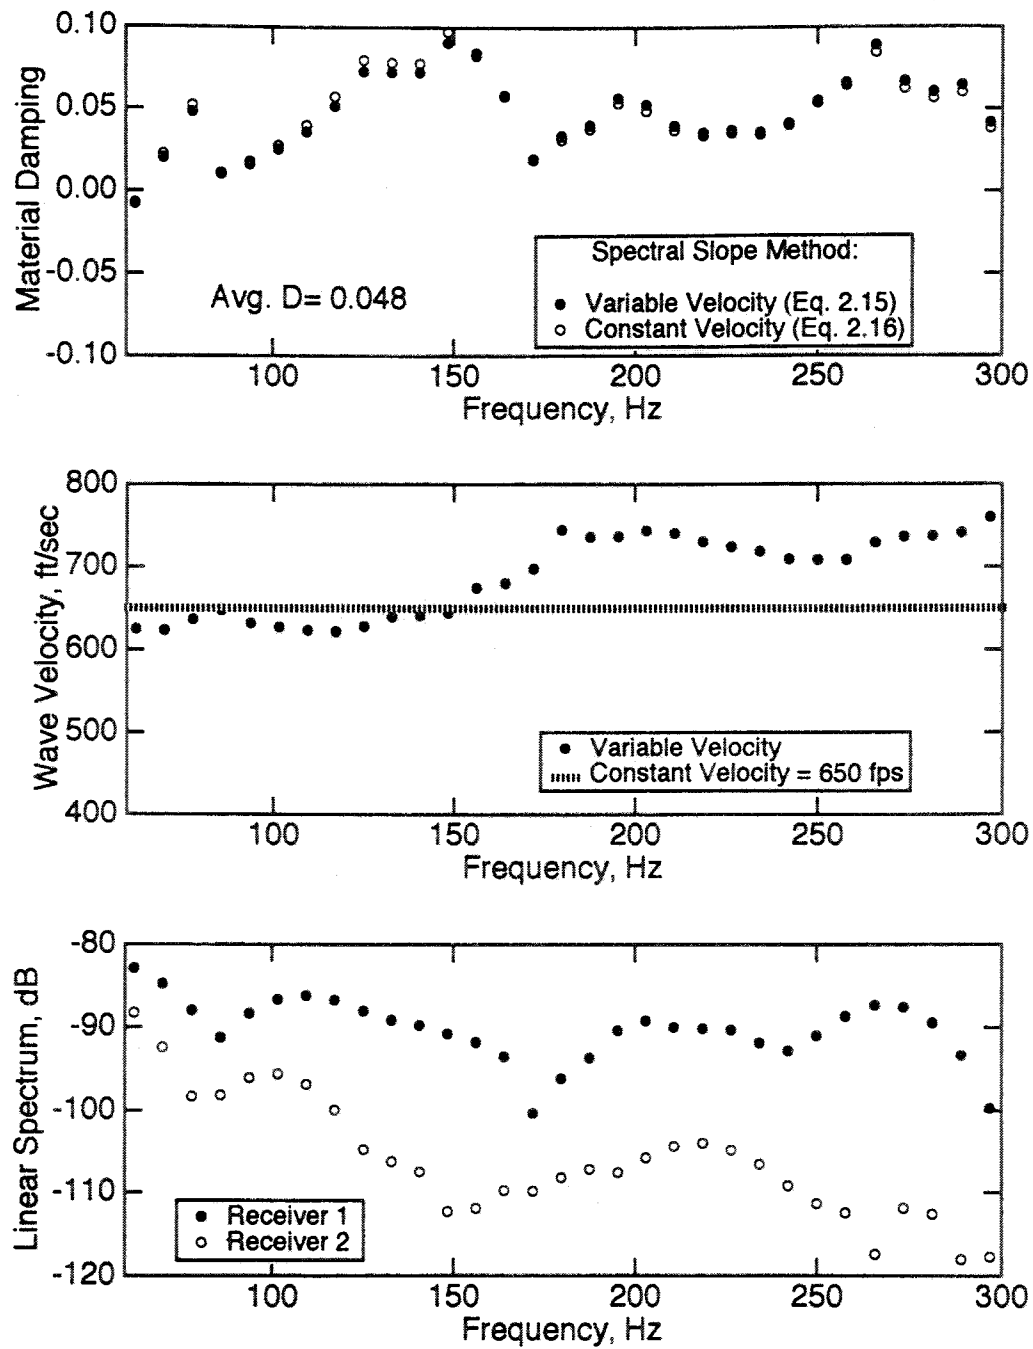 0.10
0.05
0.00
-0.05
-0.10
Material Damping
Avg. D= 0.048
Spectral Slope Method:
Variable Velocity (Eq. 2.15)
Constant Velocity (Eq. 2.16)
100 150 200 250 300
Frequency, Hz
800
700
600
500
400
Wave Velocity, ft/sec
Variable Velocity
Constant Velocity = 650 fps
100 150 200 250 300
Frequency, Hz
-80
-90
-100
-110
-120
Linear Spectrum, dB
Receiver 1
Receiver 2
100 150 200 250 300
Frequency, Hz